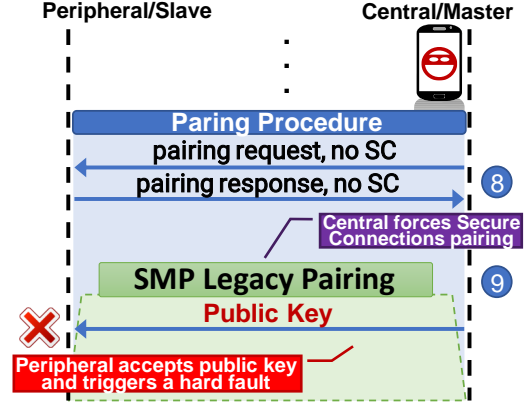 Peripheral/Slave Central/Master
Paring Procedure
pairing request, no SC
pairing response, no SC
8
Central forces Secure
Connections pairing
SMP Legacy Pairing
9
Public Key
Peripheral accepts public key
and triggers a hard fault